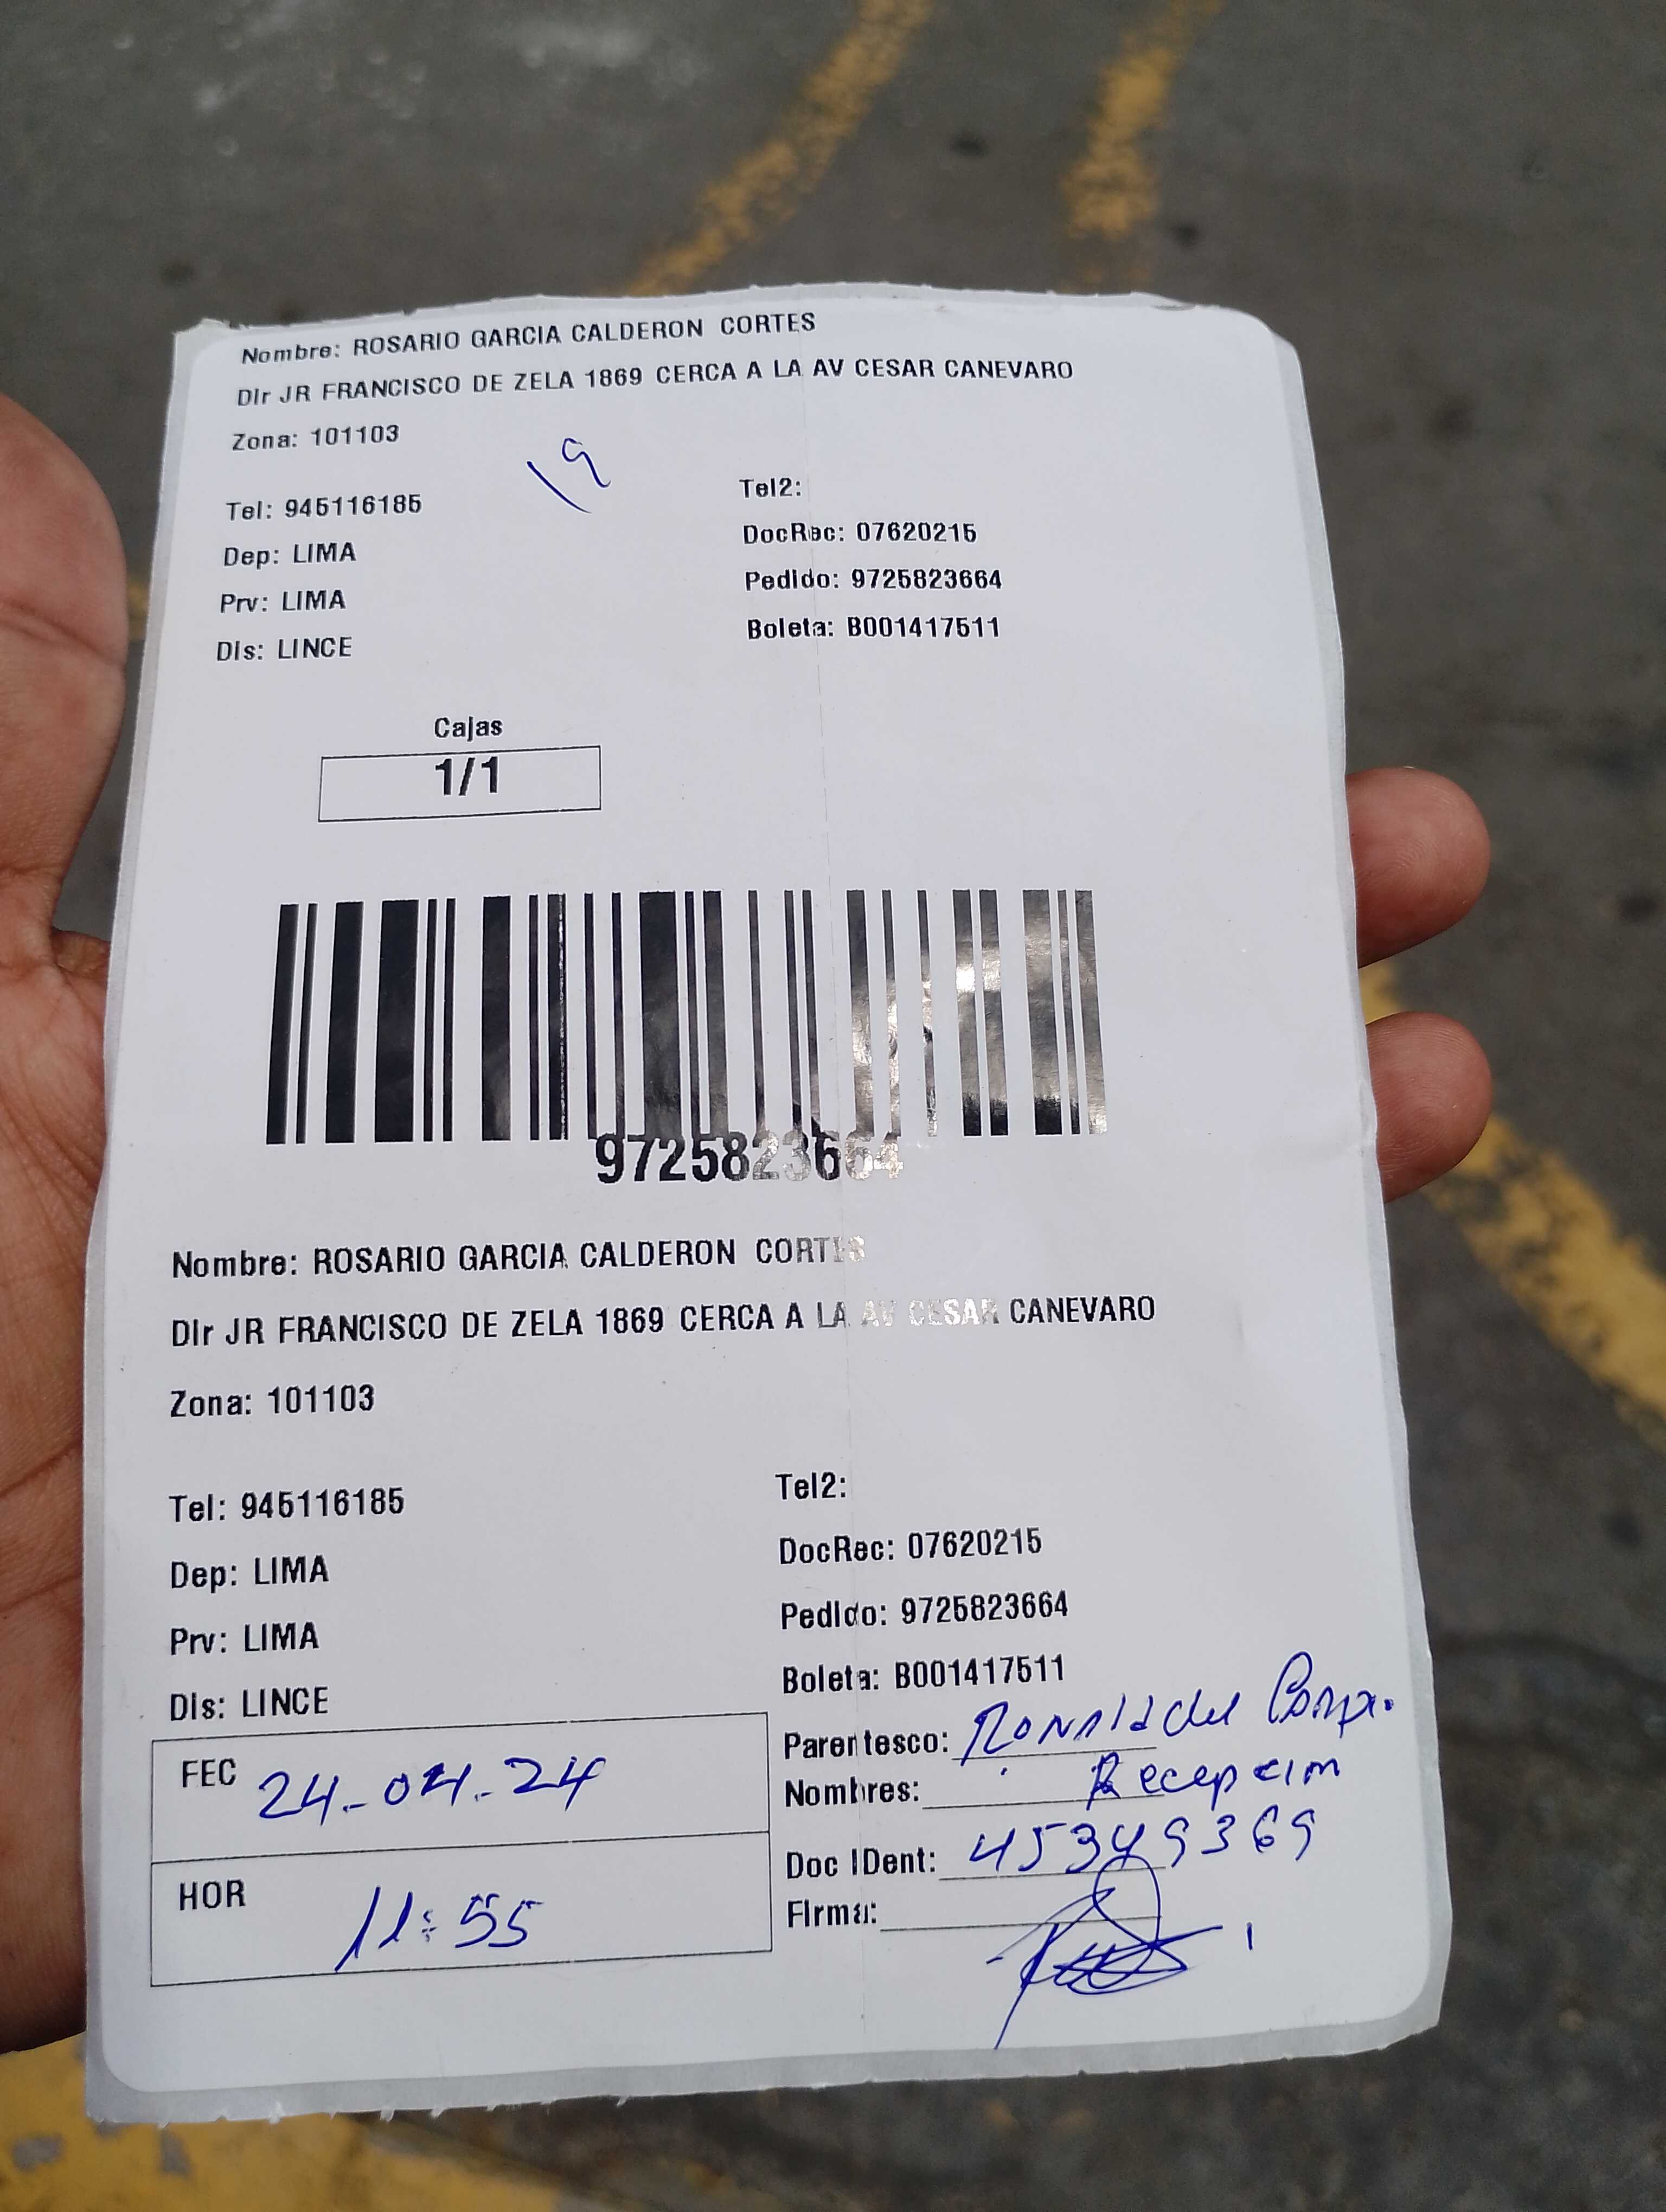 Nombre: ROSARIO GARCIA CALDERON CORTES
Dir JR FRANCISCO DE ZELA 1869 CERCA A LA AV CESAR CANEVARO
Zona: 101103
19
Tel: 945116185
Tel2:
Dep: LIMA
DocRec: 07620215
Prv: LIMA
Pedido: 9725823664
Dis: LINCE
Boleta: B001417511
Cajas
1/1
9725823664
Nombre: ROSARIO GARCIA CALDERON CORTES
Dir JR FRANCISCO DE ZELA 1869 CERCA A LA AV CESAR CANEVARO
Zona: 101103
Tel: 945116185
Tel2:
Dep: LIMA
DocRec: 07620215
Prv: LIMA
Pedido: 9725823664
Dis: LINCE
Boleta: B001417511
FEC 24-04-24
HOR 11:55
Parentesco: Ronald del
Nombres: Recepcion
Doc IDent: 45349369
Firma: